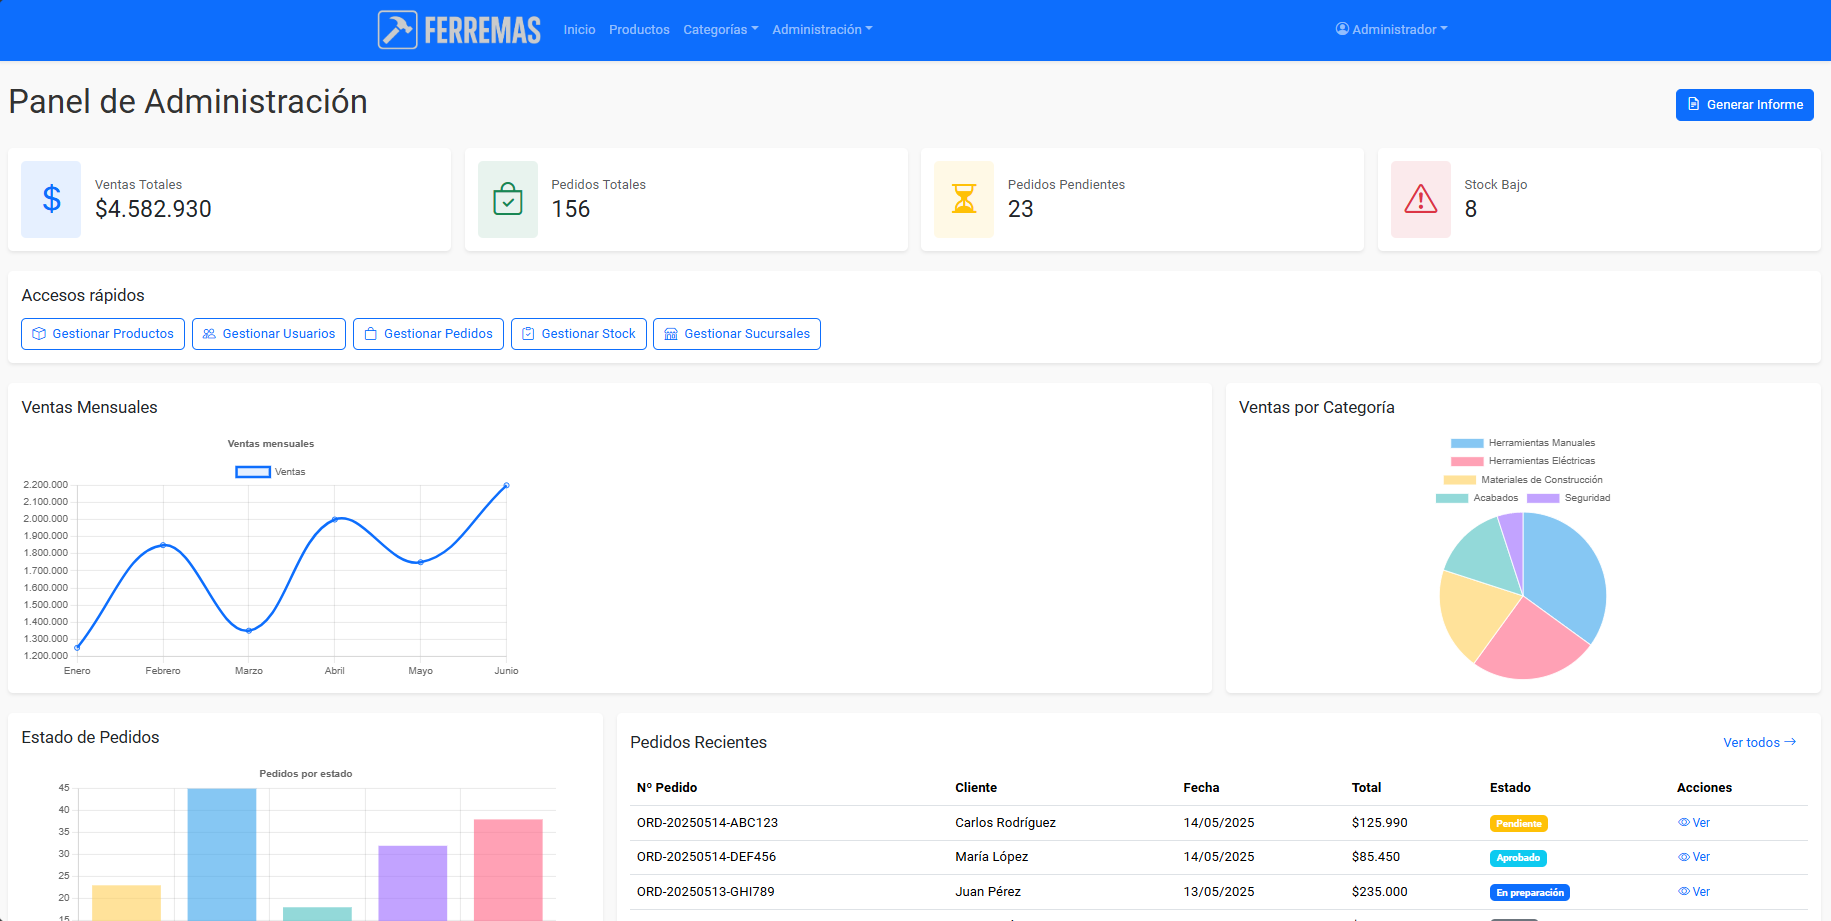 FERREMAS Inicio Productos Categorías Administración Administrador
Panel de Administración
Generar Informe
Ventas Totales
$4.582.930
Pedidos Totales
156
Pedidos Pendientes
23
Stock Bajo
8
Accesos rápidos
Gestionar Productos Gestionar Usuarios Gestionar Pedidos Gestionar Stock Gestionar Sucursales
Ventas Mensuales
Ventas mensuales
Ventas
2.200.000
2.100.000
2.000.000
1.900.000
1.800.000
1.700.000
1.600.000
1.500.000
1.400.000
1.300.000
1.200.000
Enero Febrero Marzo Abril Mayo Junio
Ventas por Categoría
Herramientas Manuales
Herramientas Eléctricas
Materiales de Construcción
Acabados Seguridad
Estado de Pedidos
Pedidos por estado
45
40
35
30
25
20
15
Pedidos Recientes
Ver todos
Nº Pedido Cliente Fecha Total Estado Acciones
ORD-20250514-ABC123 Carlos Rodríguez 14/05/2025 $125.990 Pendiente Ver
ORD-20250514-DEF456 María López 14/05/2025 $85.450 Aprobado Ver
ORD-20250513-GHI789 Juan Pérez 13/05/2025 $235.000 En preparación Ver